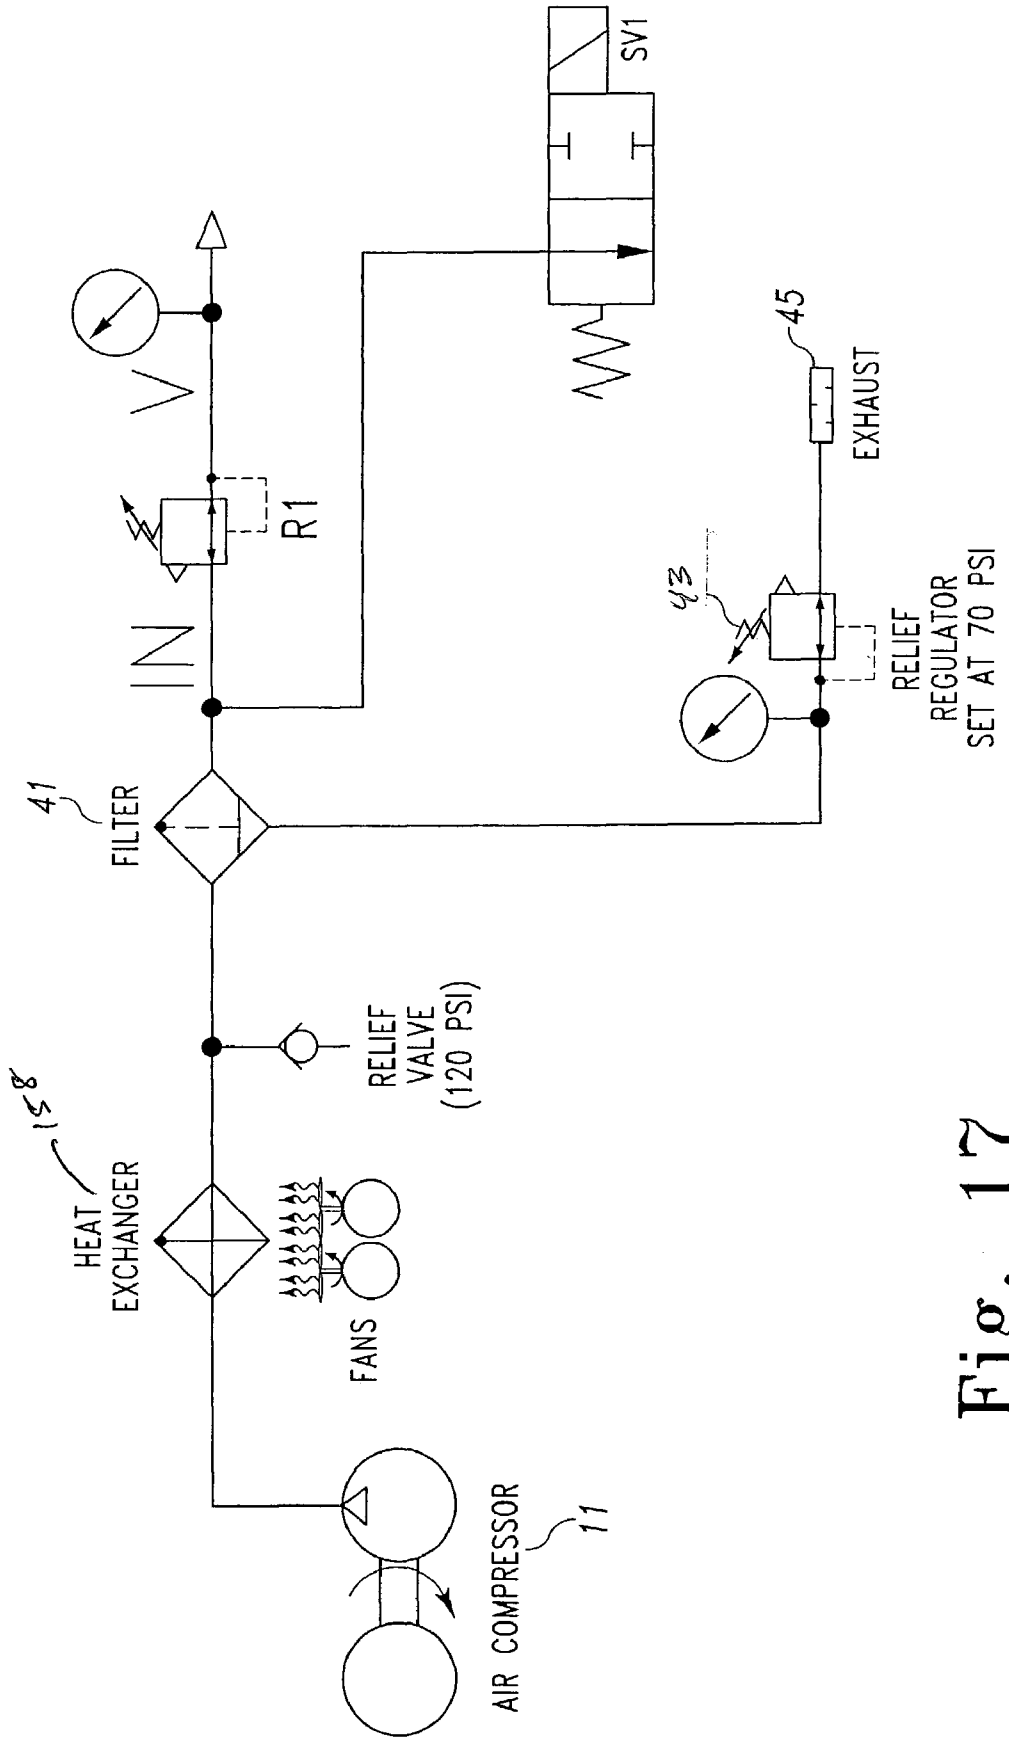 AIR COMPRESSOR
11
HEAT
EXCHANGER
158
FANS
RELIEF
VALVE
(120 PSI)
FILTER
41
IN
R1
V
SV1
43
RELIEF
REGULATOR
SET AT 70 PSI
45
EXHAUST
Fig. 17